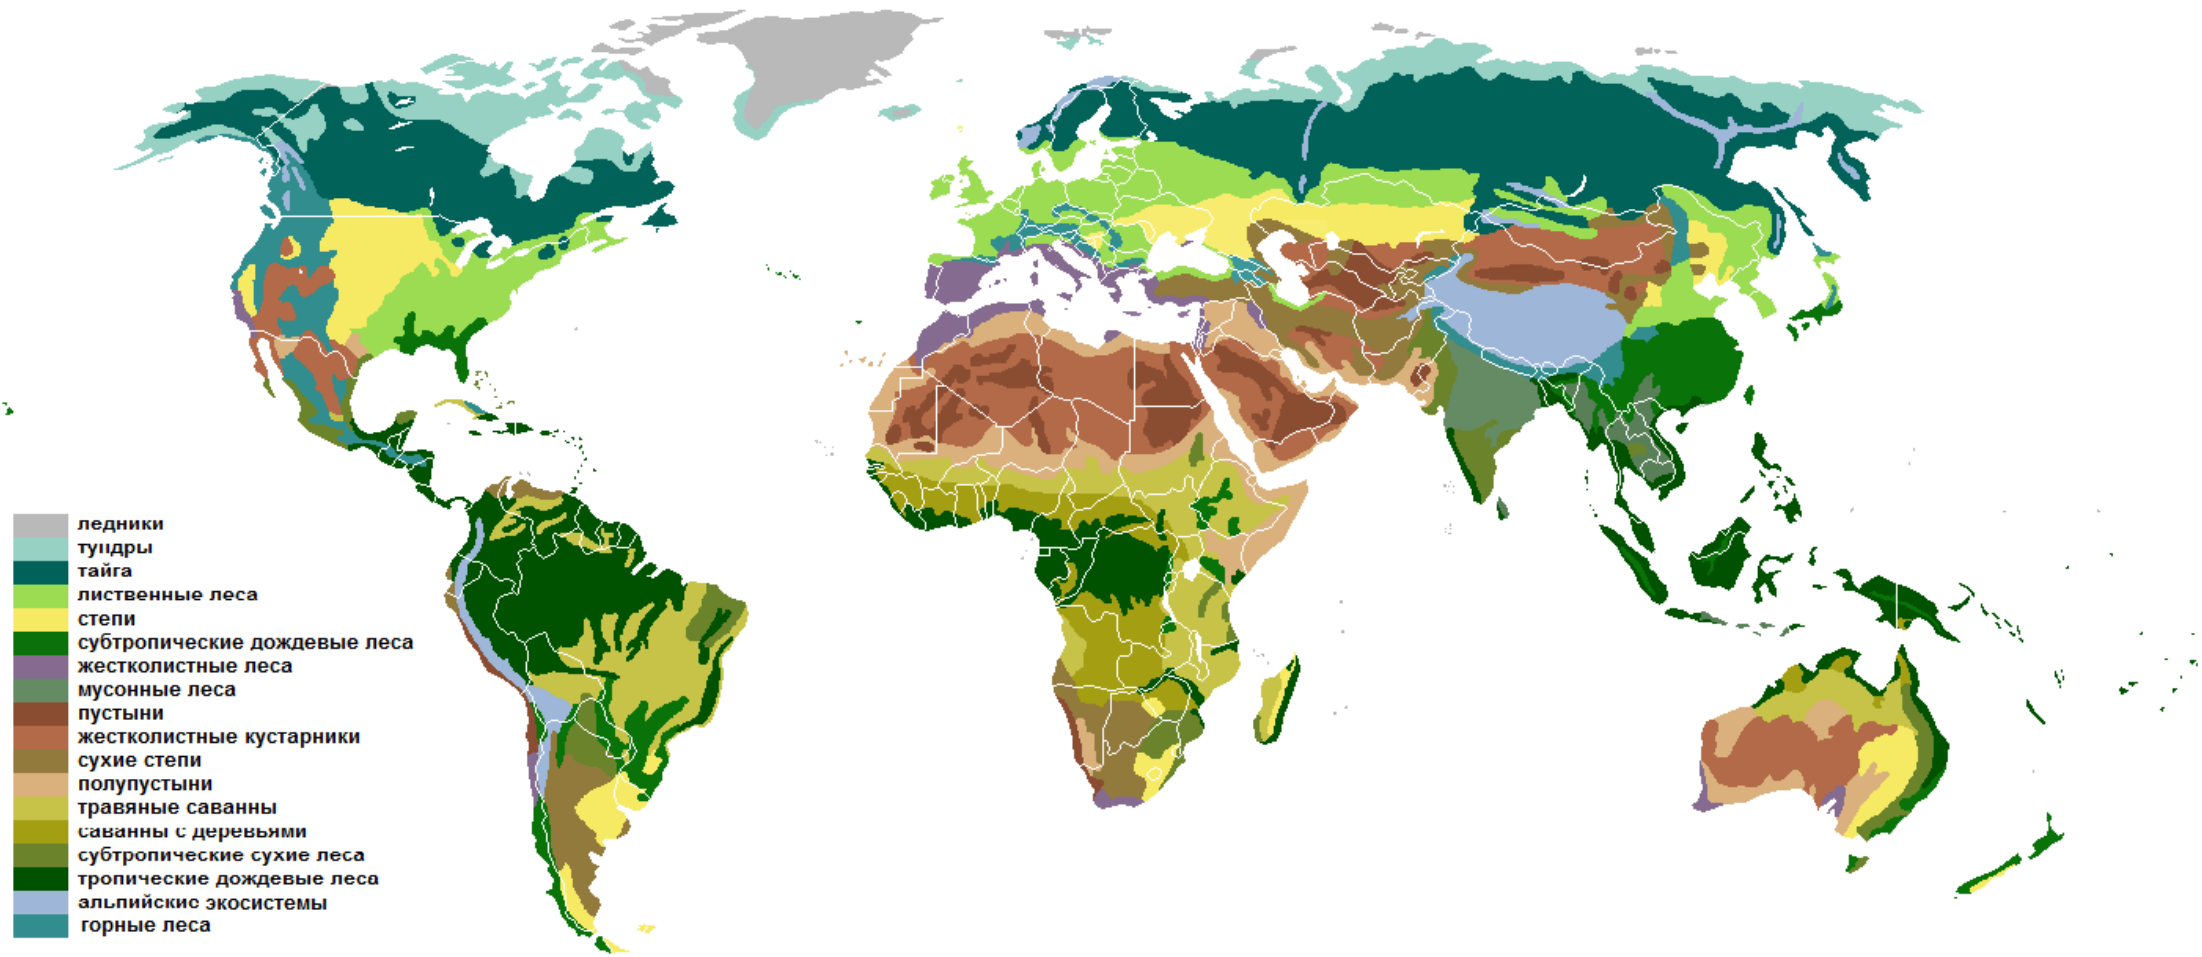 ледники
тундры
тайга
лиственные леса
степи
субтропические дождевые леса
жестколистные леса
мусонные леса
пустыни
жестколистные кустарники
сухие степи
полупустыни
травяные саванны
саванны с деревьями
субтропические сухие леса
тропические дождевые леса
альпийские экосистемы
горные леса